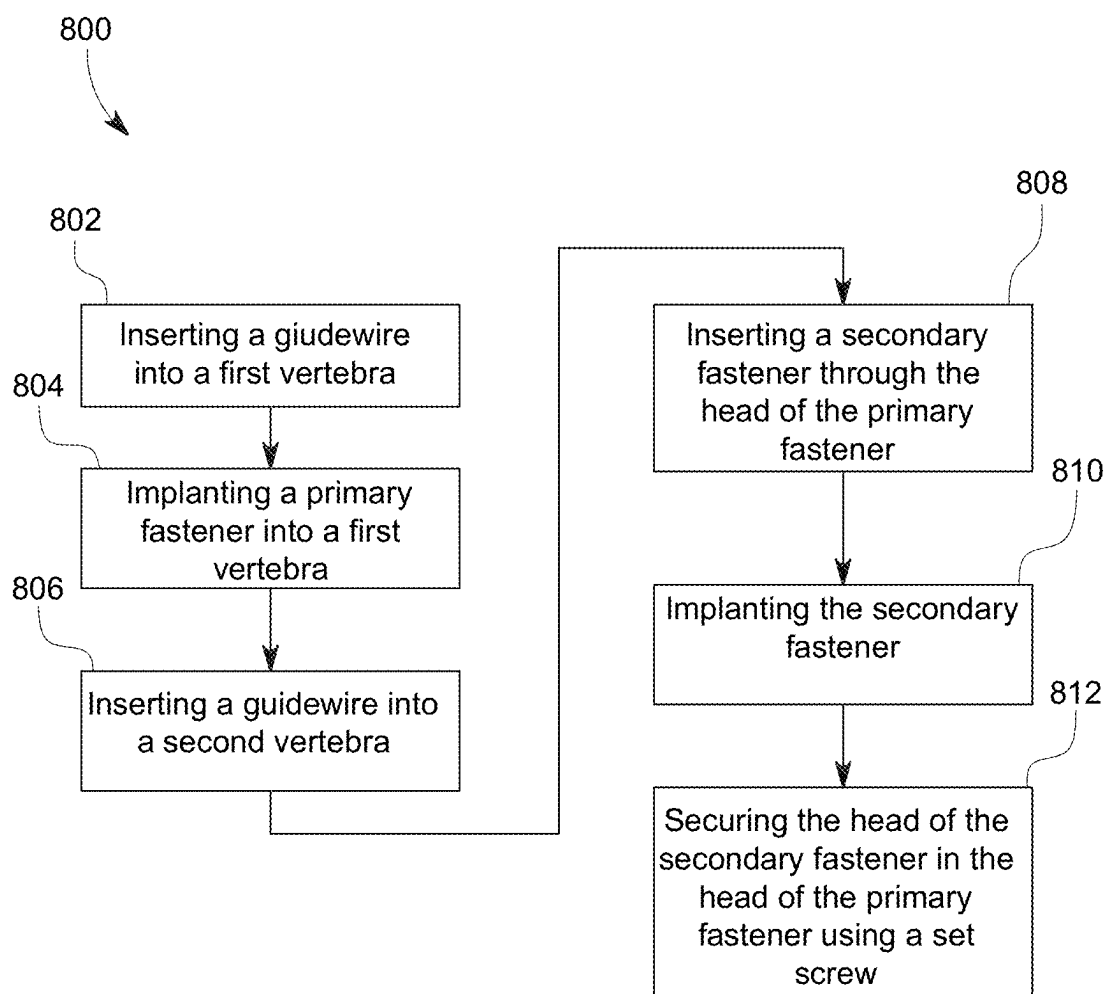 800
802
Inserting a giudewire
into a first vertebra
804
Implanting a primary
fastener into a first
vertebra
806
Inserting a guidewire into
a second vertebra
808
Inserting a secondary
fastener through the
head of the primary
fastener
810
Implanting the secondary
fastener
812
Securing the head of the
secondary fastener in the
head of the primary
fastener using a set
screw